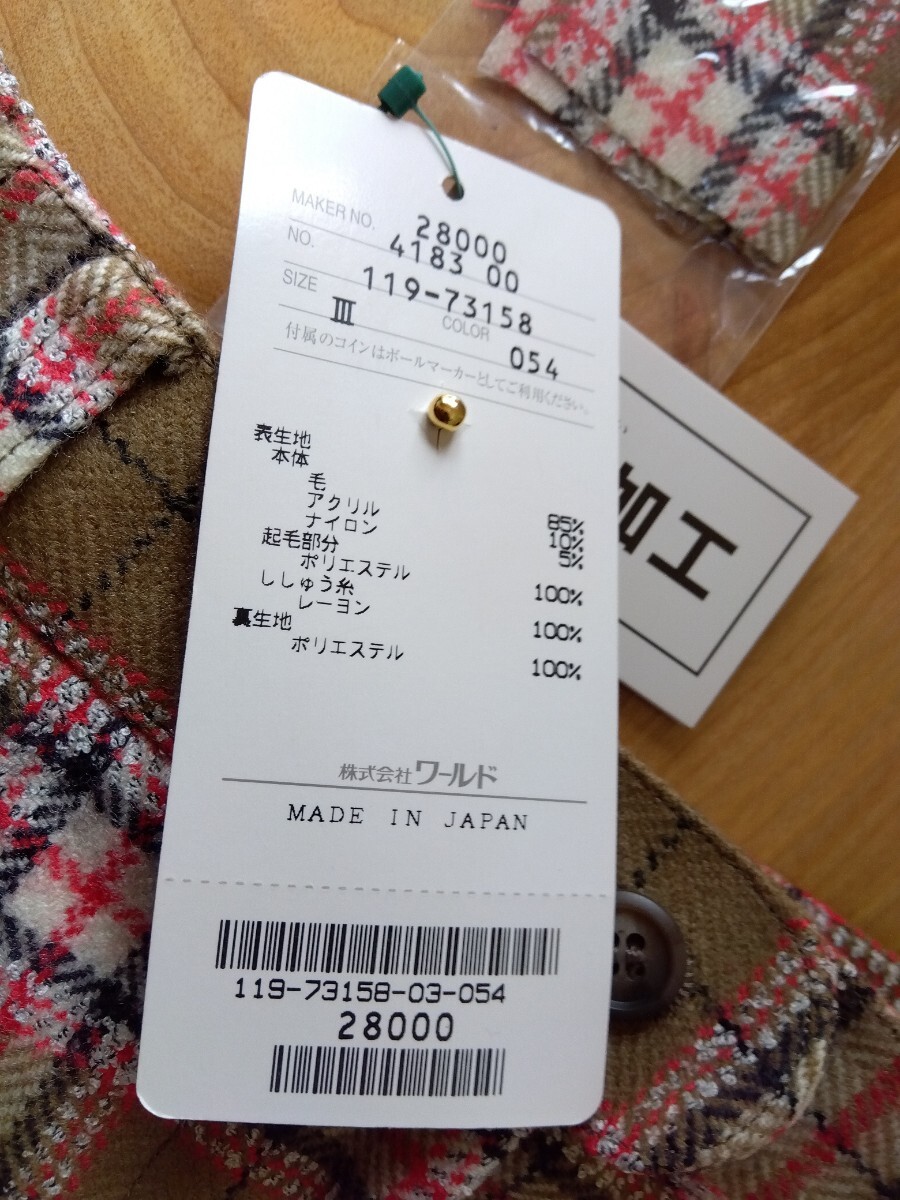 MAKER NO. 28000
NO. 4183 00
119-73158
SIZE III COLOR 054
付属のコインはボールマーカーとしてご利用ください。
表生地
本体
毛 85%
アクリル 10%
ナイロン 5%
起毛部分
ポリエステル 100%
ししゅう糸
レーヨン 100%
裏生地
ポリエステル 100%
株式会社ワールド
MADE IN JAPAN
119-73158-03-054
28000
加工